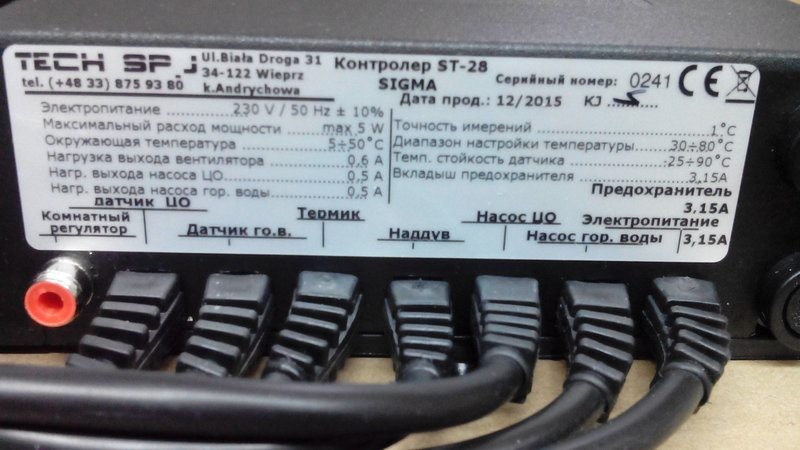 TECH SP.J
Ul.Biała Droga 31
34-122 Wieprz
tel. (+48 33) 875 93 80 k.Andrychowa
Контролер ST-28
SIGMA
Серийный номер: 0241
Дата прод.: 12/2015 KJ
CE
Электропитание 230 V / 50 Hz ± 10%
Максимальный расход мощности max 5 W
Окружающая температура 5÷50°C
Нагрузка выхода вентилятора 0,6 A
Нагр. выхода насоса ЦО 0,5 A
Нагр. выхода насоса гор. воды 0,5 A
Точность имерений 1°C
Диапазон настройки температуры 30÷80°C
Темп. стойкость датчика -25÷90°C
Вкладыш предохранителя 3,15A
Предохранитель
3,15A
Комнатный
регулятор
датчик ЦО
Датчик го.в.
Термик
Наддув
Насос ЦО
Насос гор. воды
Электропитание
3,15A